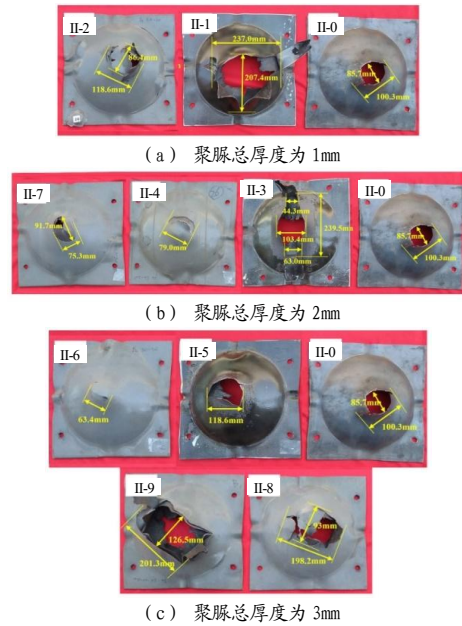 II-2
II-1
II-0
86.4mm
118.6mm
237.0mm
207.4mm
85.7mm
100.3mm
(a) 聚脲总厚度为 1mm
II-7
II-4
II-3
II-0
91.7mm
75.3mm
79.0mm
44.3mm
103.4mm
63.0mm
239.5mm
85.7mm
100.3mm
(b) 聚脲总厚度为 2mm
II-6
II-5
II-0
63.4mm
118.6mm
85.7mm
100.3mm
II-9
II-8
126.5mm
201.3mm
93mm
198.2mm
(c) 聚脲总厚度为 3mm